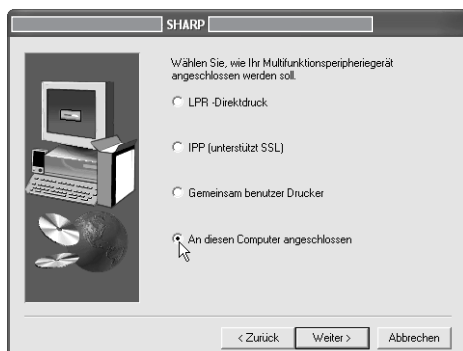 SHARP
Wählen Sie, wie Ihr Multifunktionsperipheriegerät
angeschlossen werden soll.
LPR -Direktdruck
IPP (unterstützt SSL)
Gemeinsam benutzer Drucker
An diesen Computer angeschlossen
< Zurück
Weiter >
Abbrechen